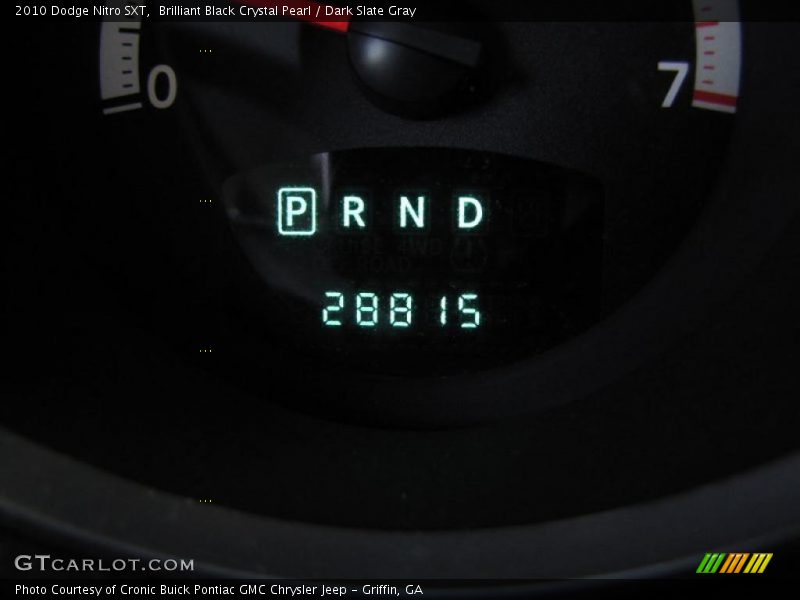 2010 Dodge Nitro SXT,  Brilliant Black Crystal Pearl / Dark Slate Gray
0
7
P R N D
28815
GTCARLOT.COM
Photo Courtesy of Cronic Buick Pontiac GMC Chrysler Jeep – Griffin, GA